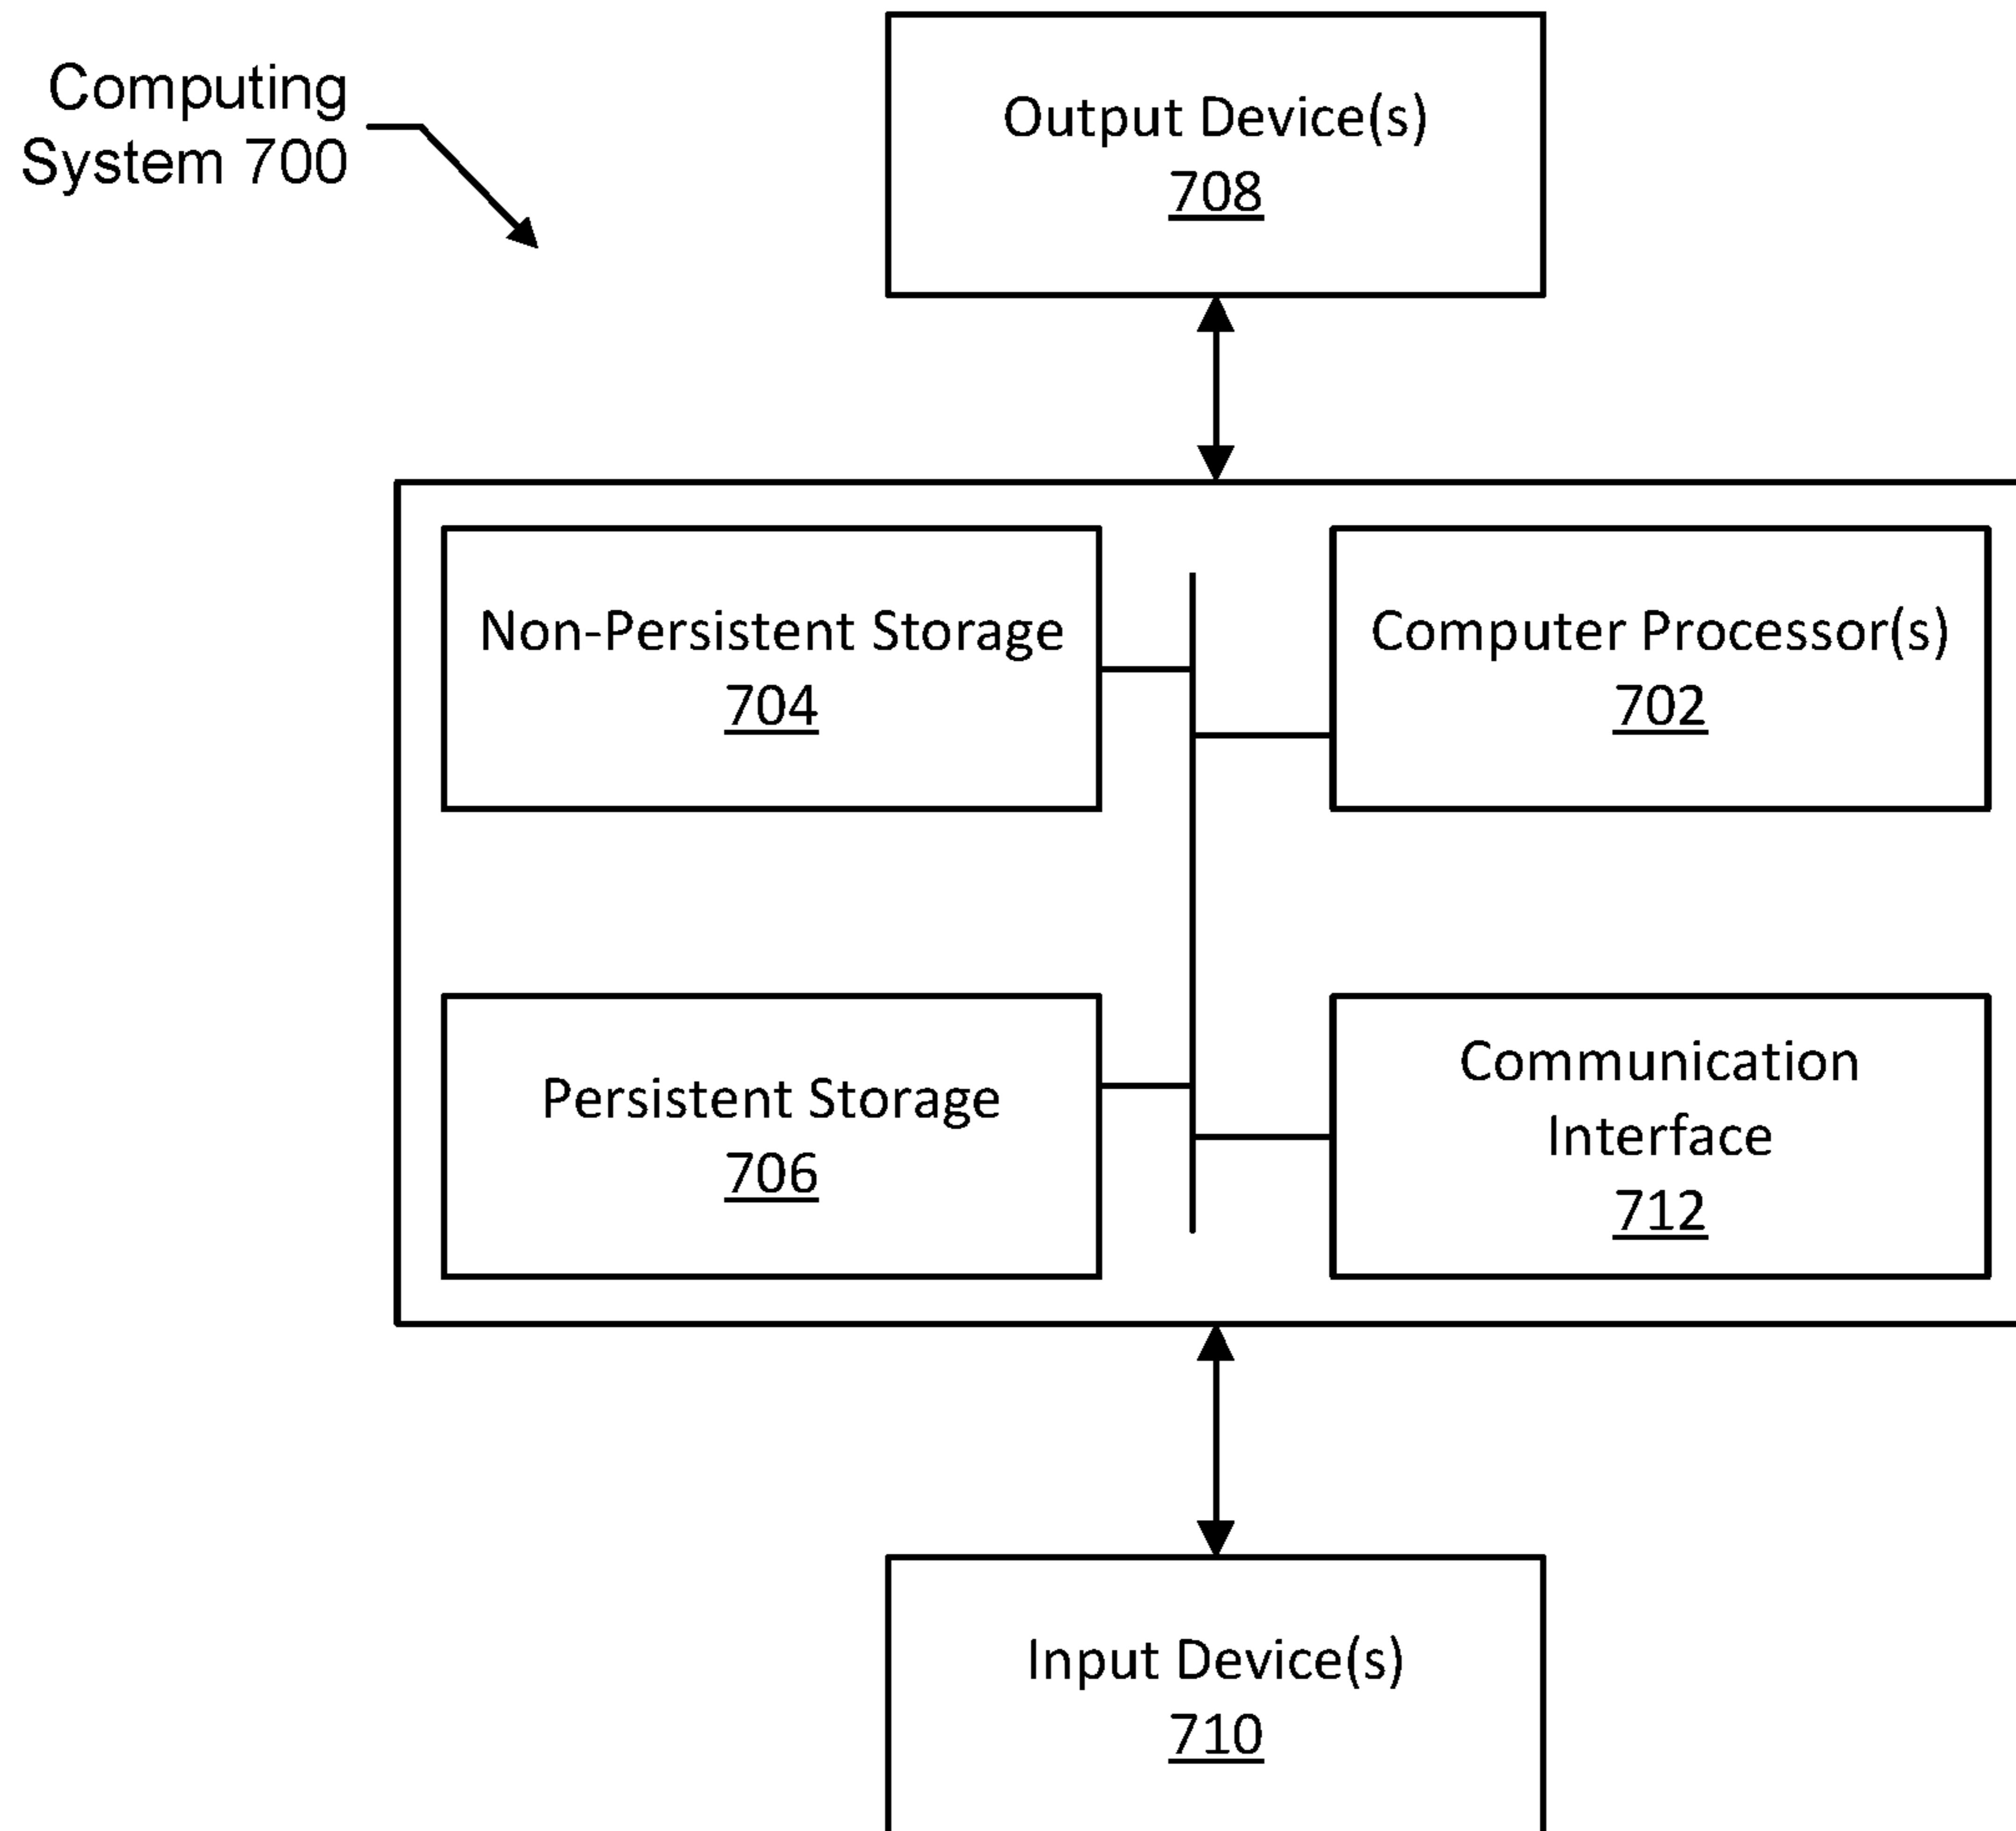 Computing
System 700
Output Device(s)
708
Non-Persistent Storage
704
Computer Processor(s)
702
Persistent Storage
706
Communication
Interface
712
Input Device(s)
710